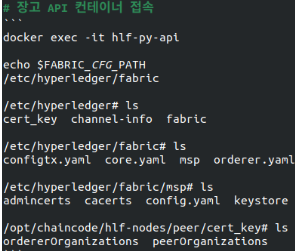 # 장고 API 컨테이너 접속
```
docker exec -it hlf-py-api
echo $FABRIC_CFG_PATH
/etc/hyperledger/fabric
/etc/hyperledger# ls
cert_key  channel-info  fabric
/etc/hyperledger/fabric# ls
configtx.yaml  core.yaml  msp  orderer.yaml
/etc/hyperledger/fabric/msp# ls
admincerts  cacerts  config.yaml  keystore
/opt/chaincode/hlf-nodes/peer/cert_key# ls
ordererOrganizations  peerOrganizations